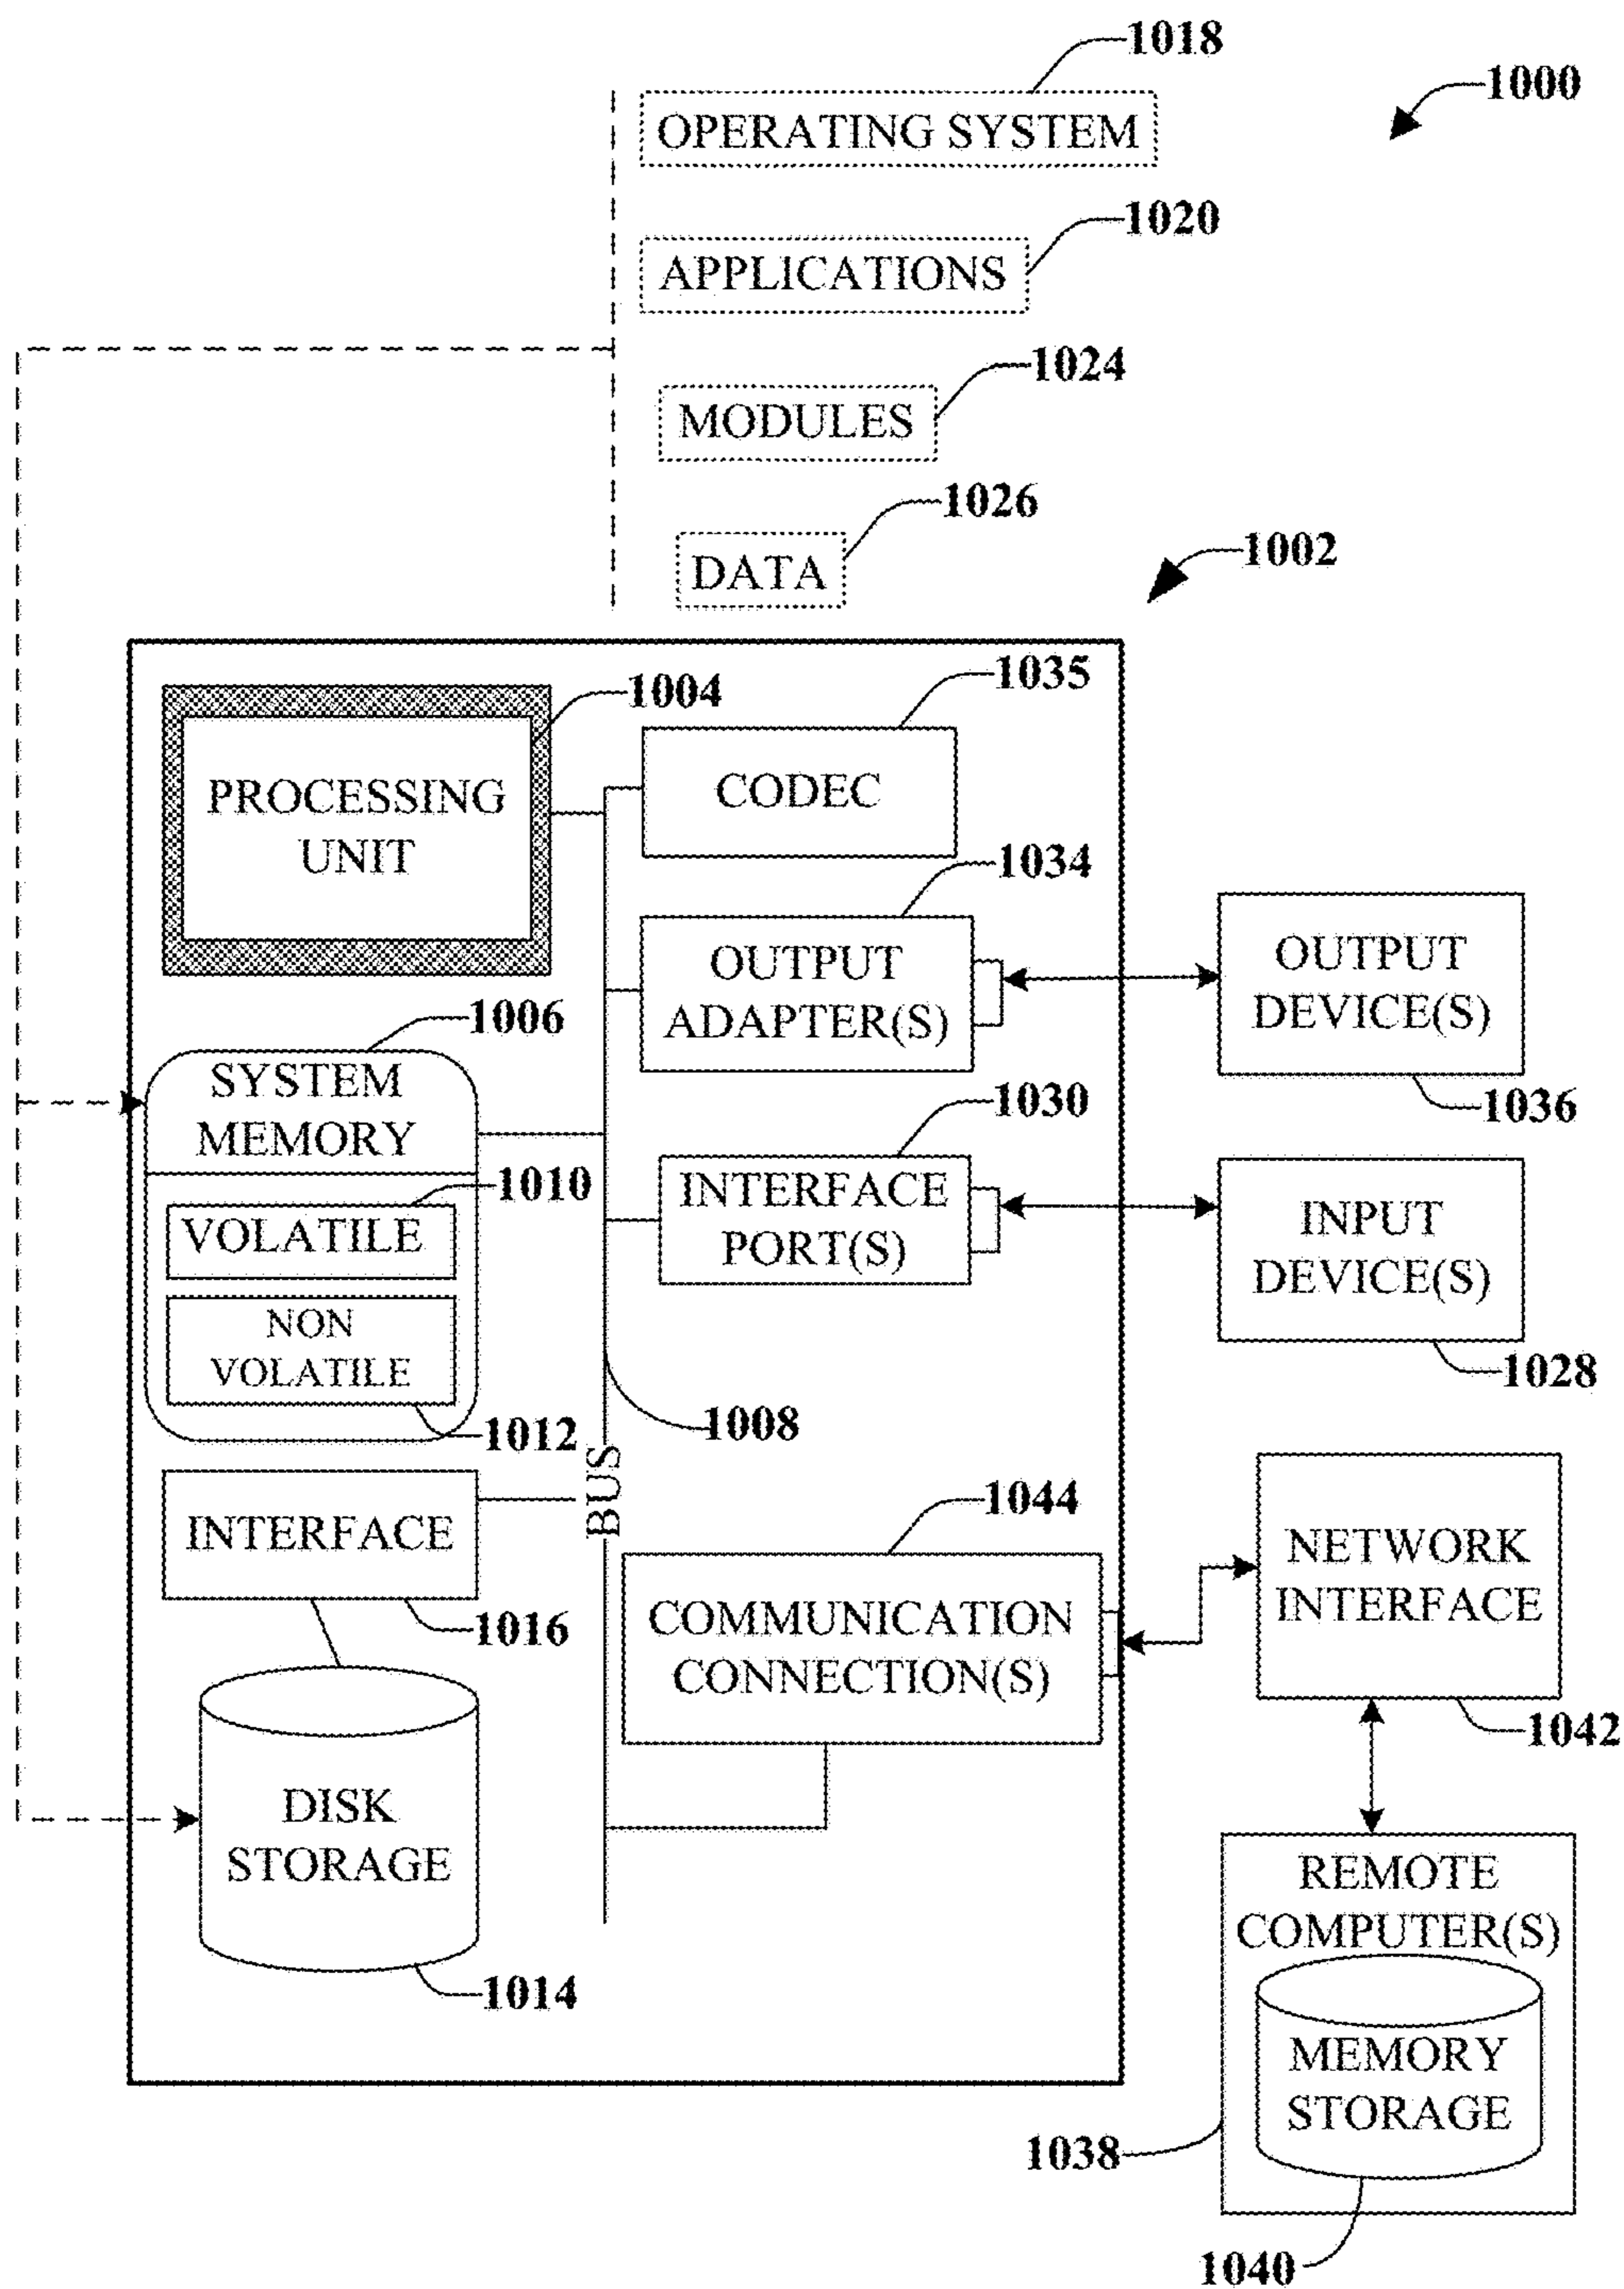 1018
1000
OPERATING SYSTEM
1020
APPLICATIONS
1024
MODULES
1026
DATA
1002
1004
PROCESSING
UNIT
1035
CODEC
1034
OUTPUT
ADAPTER(S)
OUTPUT
DEVICE(S)
1036
1006
SYSTEM
MEMORY
1010
VOLATILE
NON
VOLATILE
1012
1030
INTERFACE
PORT(S)
INPUT
DEVICE(S)
1028
1008
BUS
INTERFACE
1016
1044
COMMUNICATION
CONNECTION(S)
NETWORK
INTERFACE
1042
DISK
STORAGE
1014
REMOTE
COMPUTER(S)
MEMORY
STORAGE
1038
1040